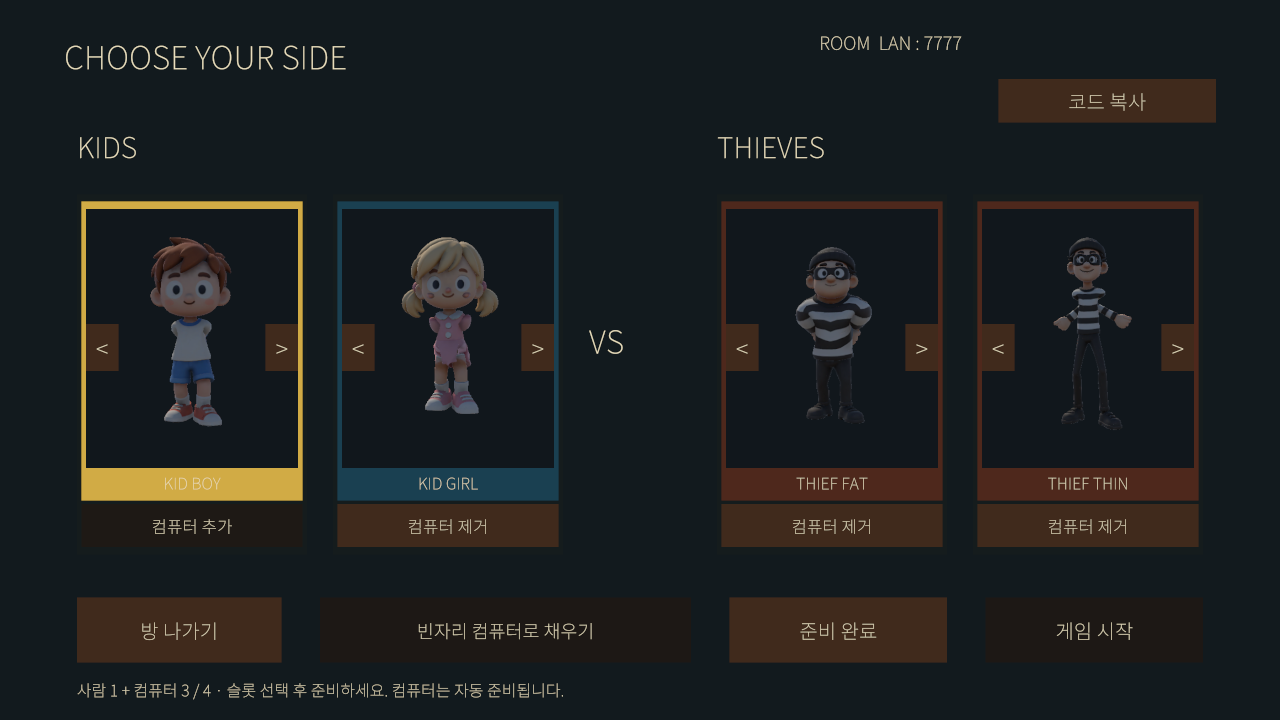 CHOOSE YOUR SIDE
ROOM LAN : 7777
코드 복사
KIDS
THIEVES
< >
< >
VS
< >
< >
KID BOY
KID GIRL
THIEF FAT
THIEF THIN
컴퓨터 추가
컴퓨터 제거
컴퓨터 제거
컴퓨터 제거
방 나가기
빈자리 컴퓨터로 채우기
준비 완료
게임 시작
사람 1 + 컴퓨터 3 / 4 · 슬롯 선택 후 준비하세요. 컴퓨터는 자동 준비됩니다.